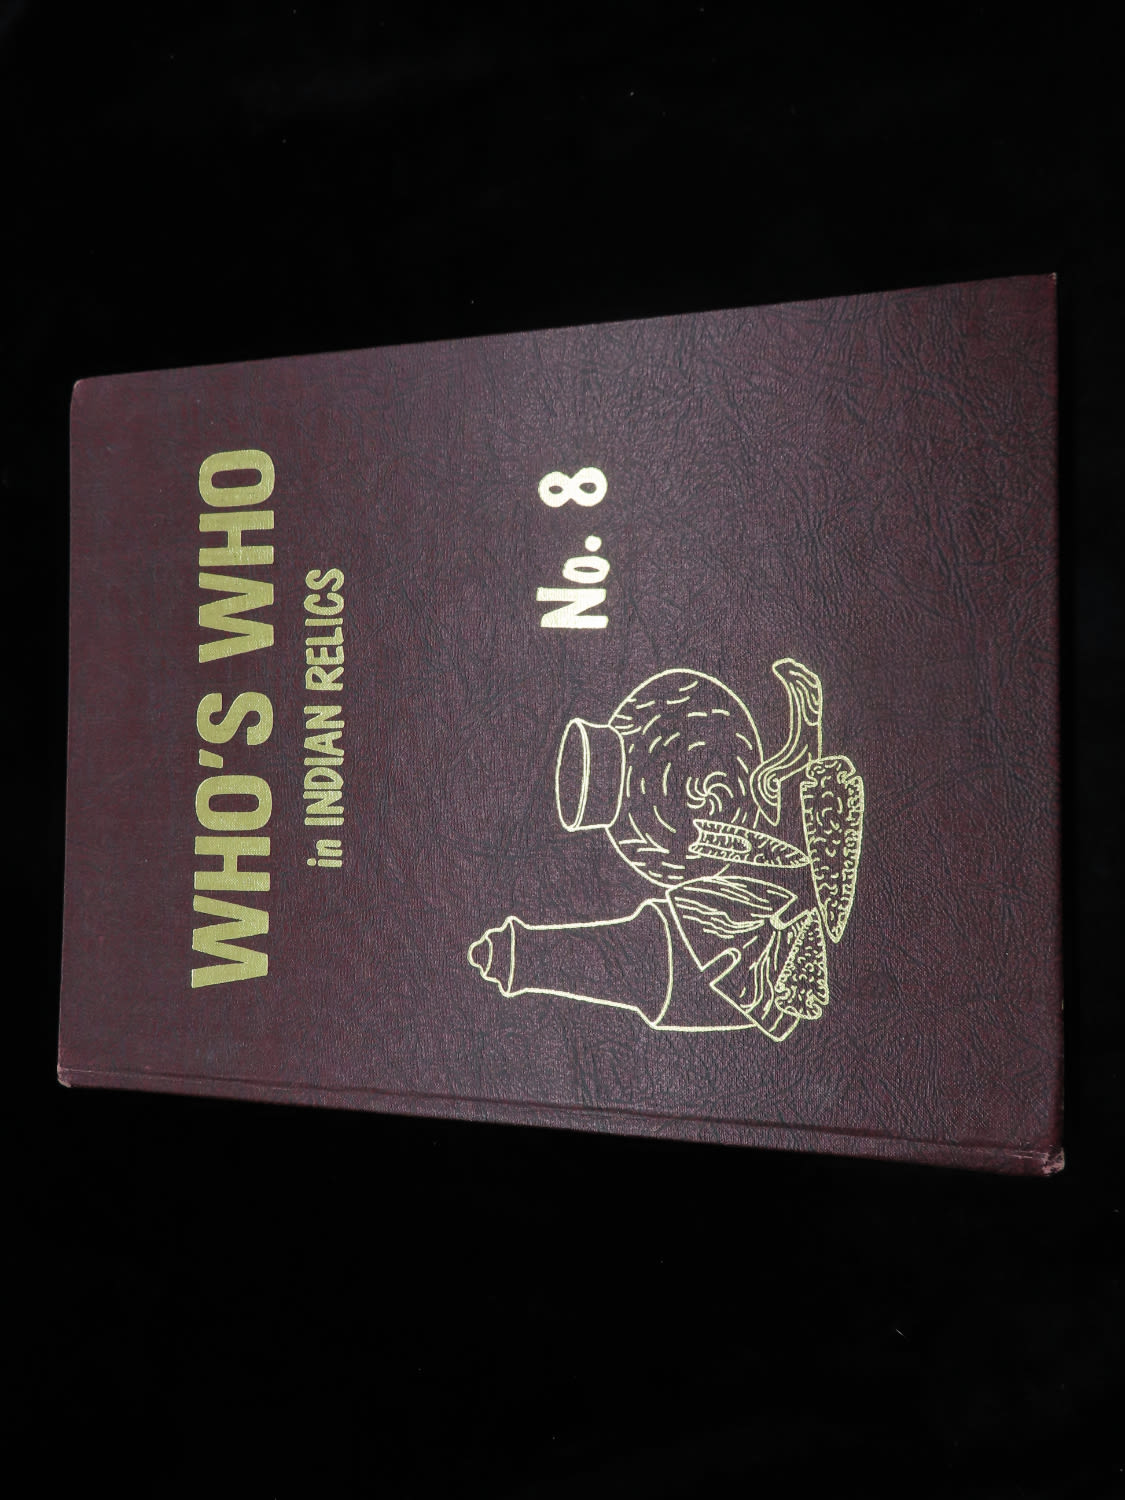 WHO'S WHO
in INDIAN RELICS
No. 8